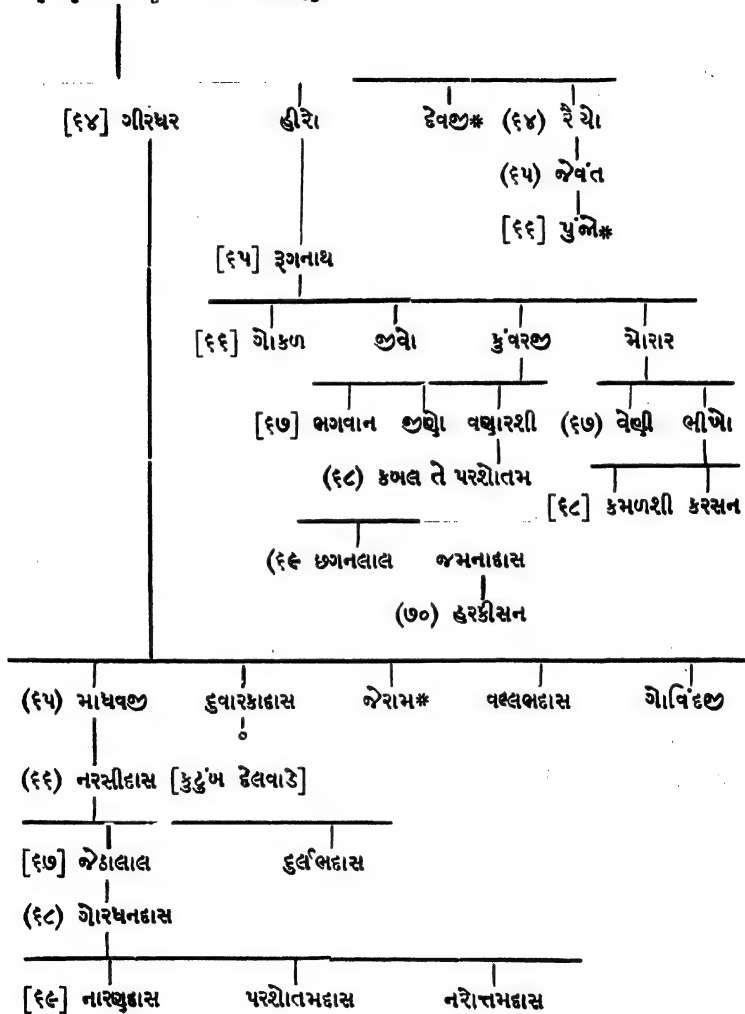 [૬૪] ગીરધર હીરો દેવજી* (૬૪) રૈયો
(૬૫) જેવંત
[૬૬] પુંજો*
[૬૫] રૂગનાથ
[૬૬] ગોકળ જીવો કુંવરજી મોરાર
[૬૭] ભગવાન જીણો વણારશી (૬૭) વેણી ભીખો
(૬૮) કબલ તે પરશોતમ
[૬૮] કમળશી કરસન
(૬૯ છગનલાલ જમનાદાસ
(૭૦) હરકીસન
(૬૫) માધવજી દુવારકાદાસ જેરામ* વલ્લભદાસ ગોવિંદજી
(૬૬) નરસીદાસ [કુટુંબ દેલવાડે]
[૬૭] જેઠાલાલ દુર્લભદાસ
(૬૮) ગોરધનદાસ
[૬૯] નારણદાસ પરશોતમદાસ નરોત્તમદાસ